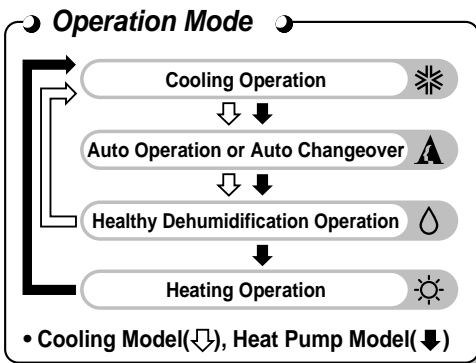 Operation Mode
Cooling Operation
Auto Operation or Auto Changeover
Healthy Dehumidification Operation
Heating Operation
• Cooling Model(⇩), Heat Pump Model(⬇)